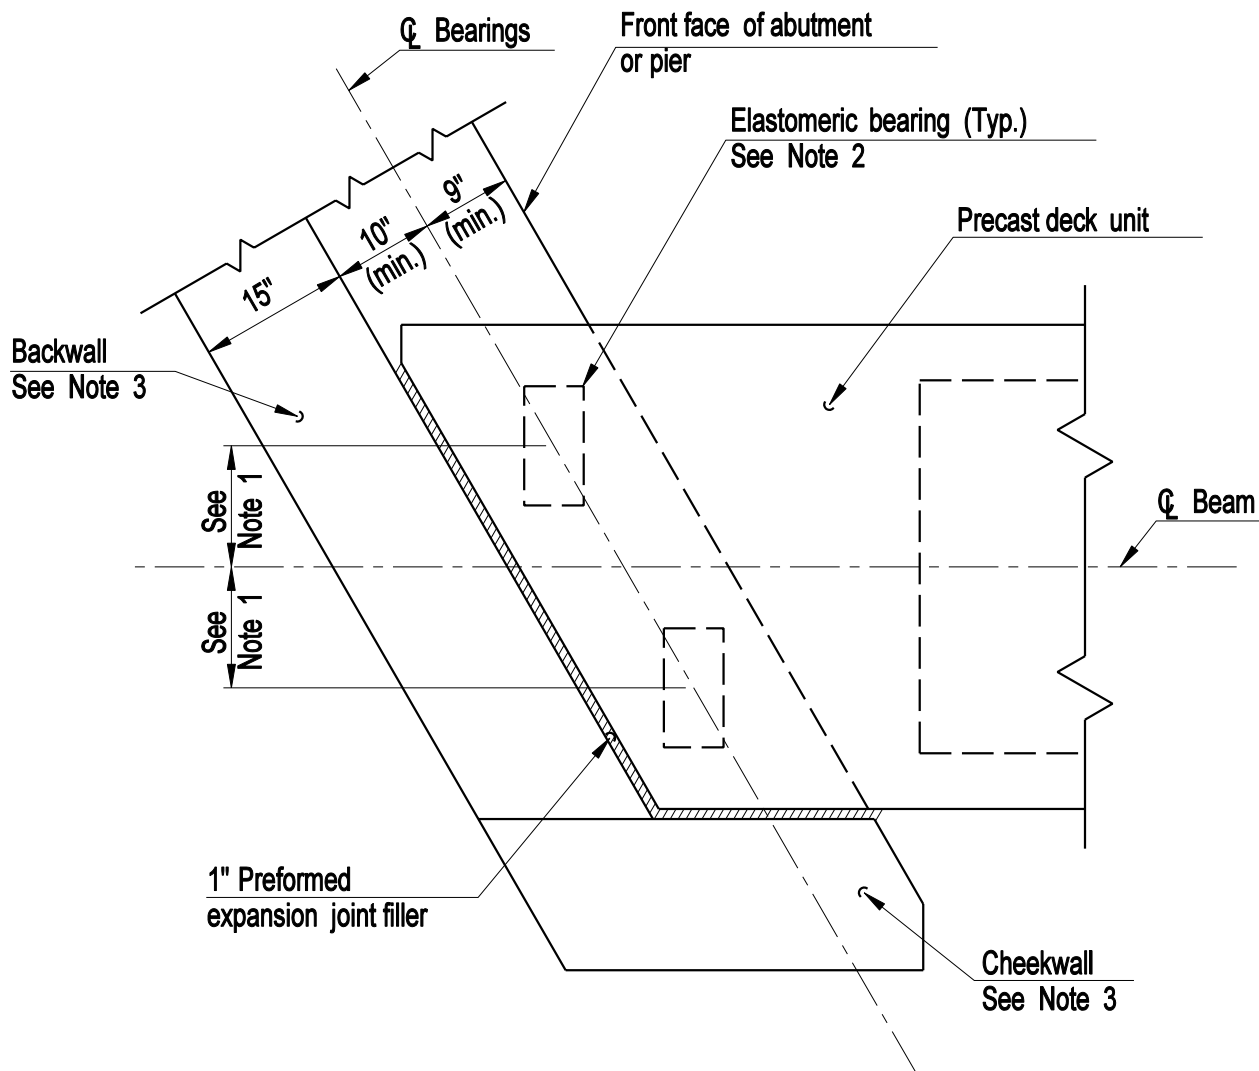 ℄ Bearings
Front face of abutment
or pier
Elastomeric bearing (Typ.)
See Note 2
Precast deck unit
9"
(min.)
10"
(min.)
15"
Backwall
See Note 3
See
Note 1
℄ Beam
See
Note 1
1" Preformed
expansion joint filler
Cheekwall
See Note 3